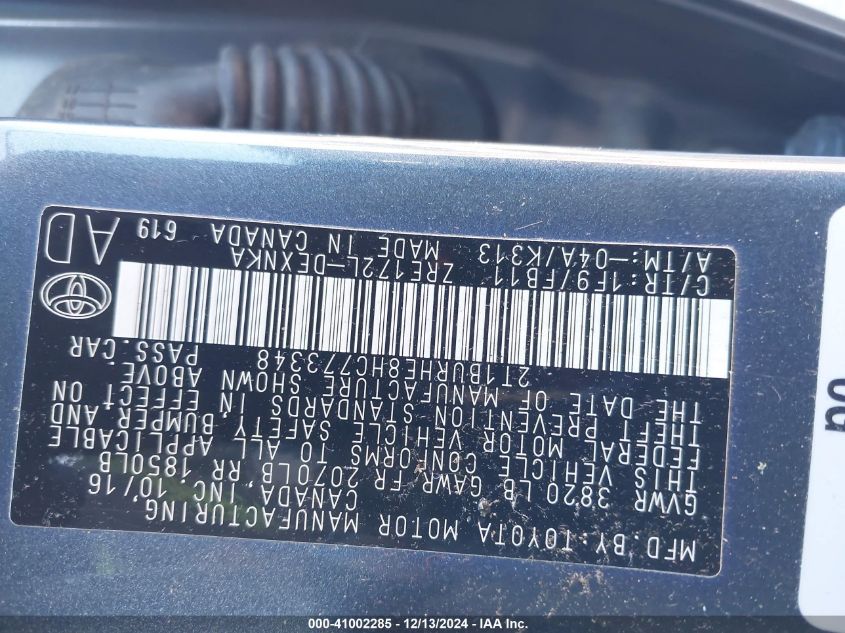 MFD. BY:TOYOTA MOTOR MANUFACTURING
CANADA, INC. 10/16
GVWR 3820 LB GAWR FR 2070LB, RR 1850LB
THIS VEHICLE CONFORMS TO ALL APPLICABLE
FEDERAL MOTOR VEHICLE SAFETY BUMPER AND
THEFT PREVENTION STANDARDS IN EFFECT ON
THE DATE OF MANUFACTURE SHOWN ABOVE
2T1BURHE8HC773348 PASS.CAR
C/TR:1F9/FB11 ZRE172L-DEXNKA
A/TM:-04A/K313 MADE IN CANADA 619
AD
000-41002285 - 12/13/2024 - IAA Inc.